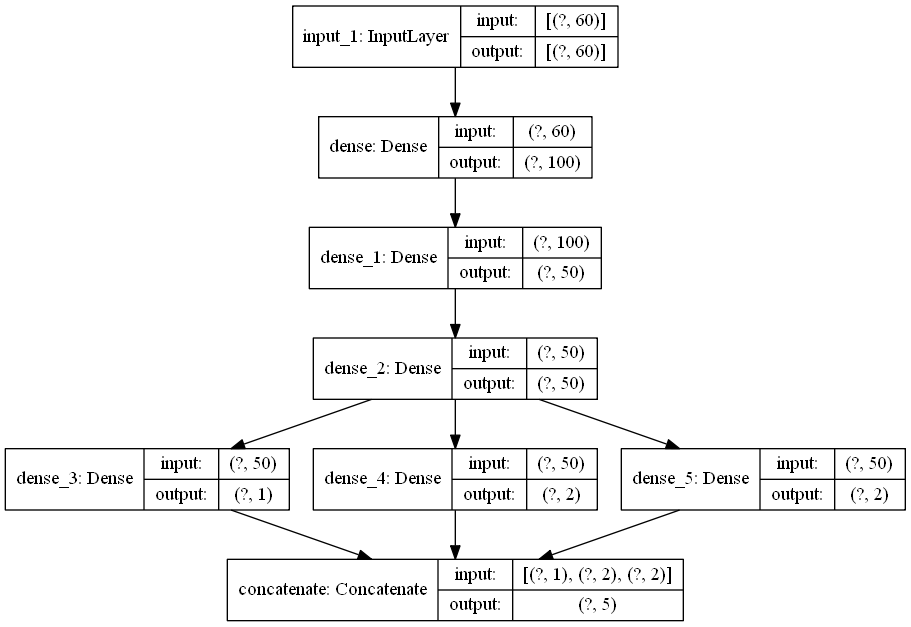 input_1: InputLayer
input: [(?, 60)]
output: [(?, 60)]
dense: Dense
input: (?, 60)
output: (?, 100)
dense_1: Dense
input: (?, 100)
output: (?, 50)
dense_2: Dense
input: (?, 50)
output: (?, 50)
dense_3: Dense
input: (?, 50)
output: (?, 1)
dense_4: Dense
input: (?, 50)
output: (?, 2)
dense_5: Dense
input: (?, 50)
output: (?, 2)
concatenate: Concatenate
input: [(?, 1), (?, 2), (?, 2)]
output: (?, 5)